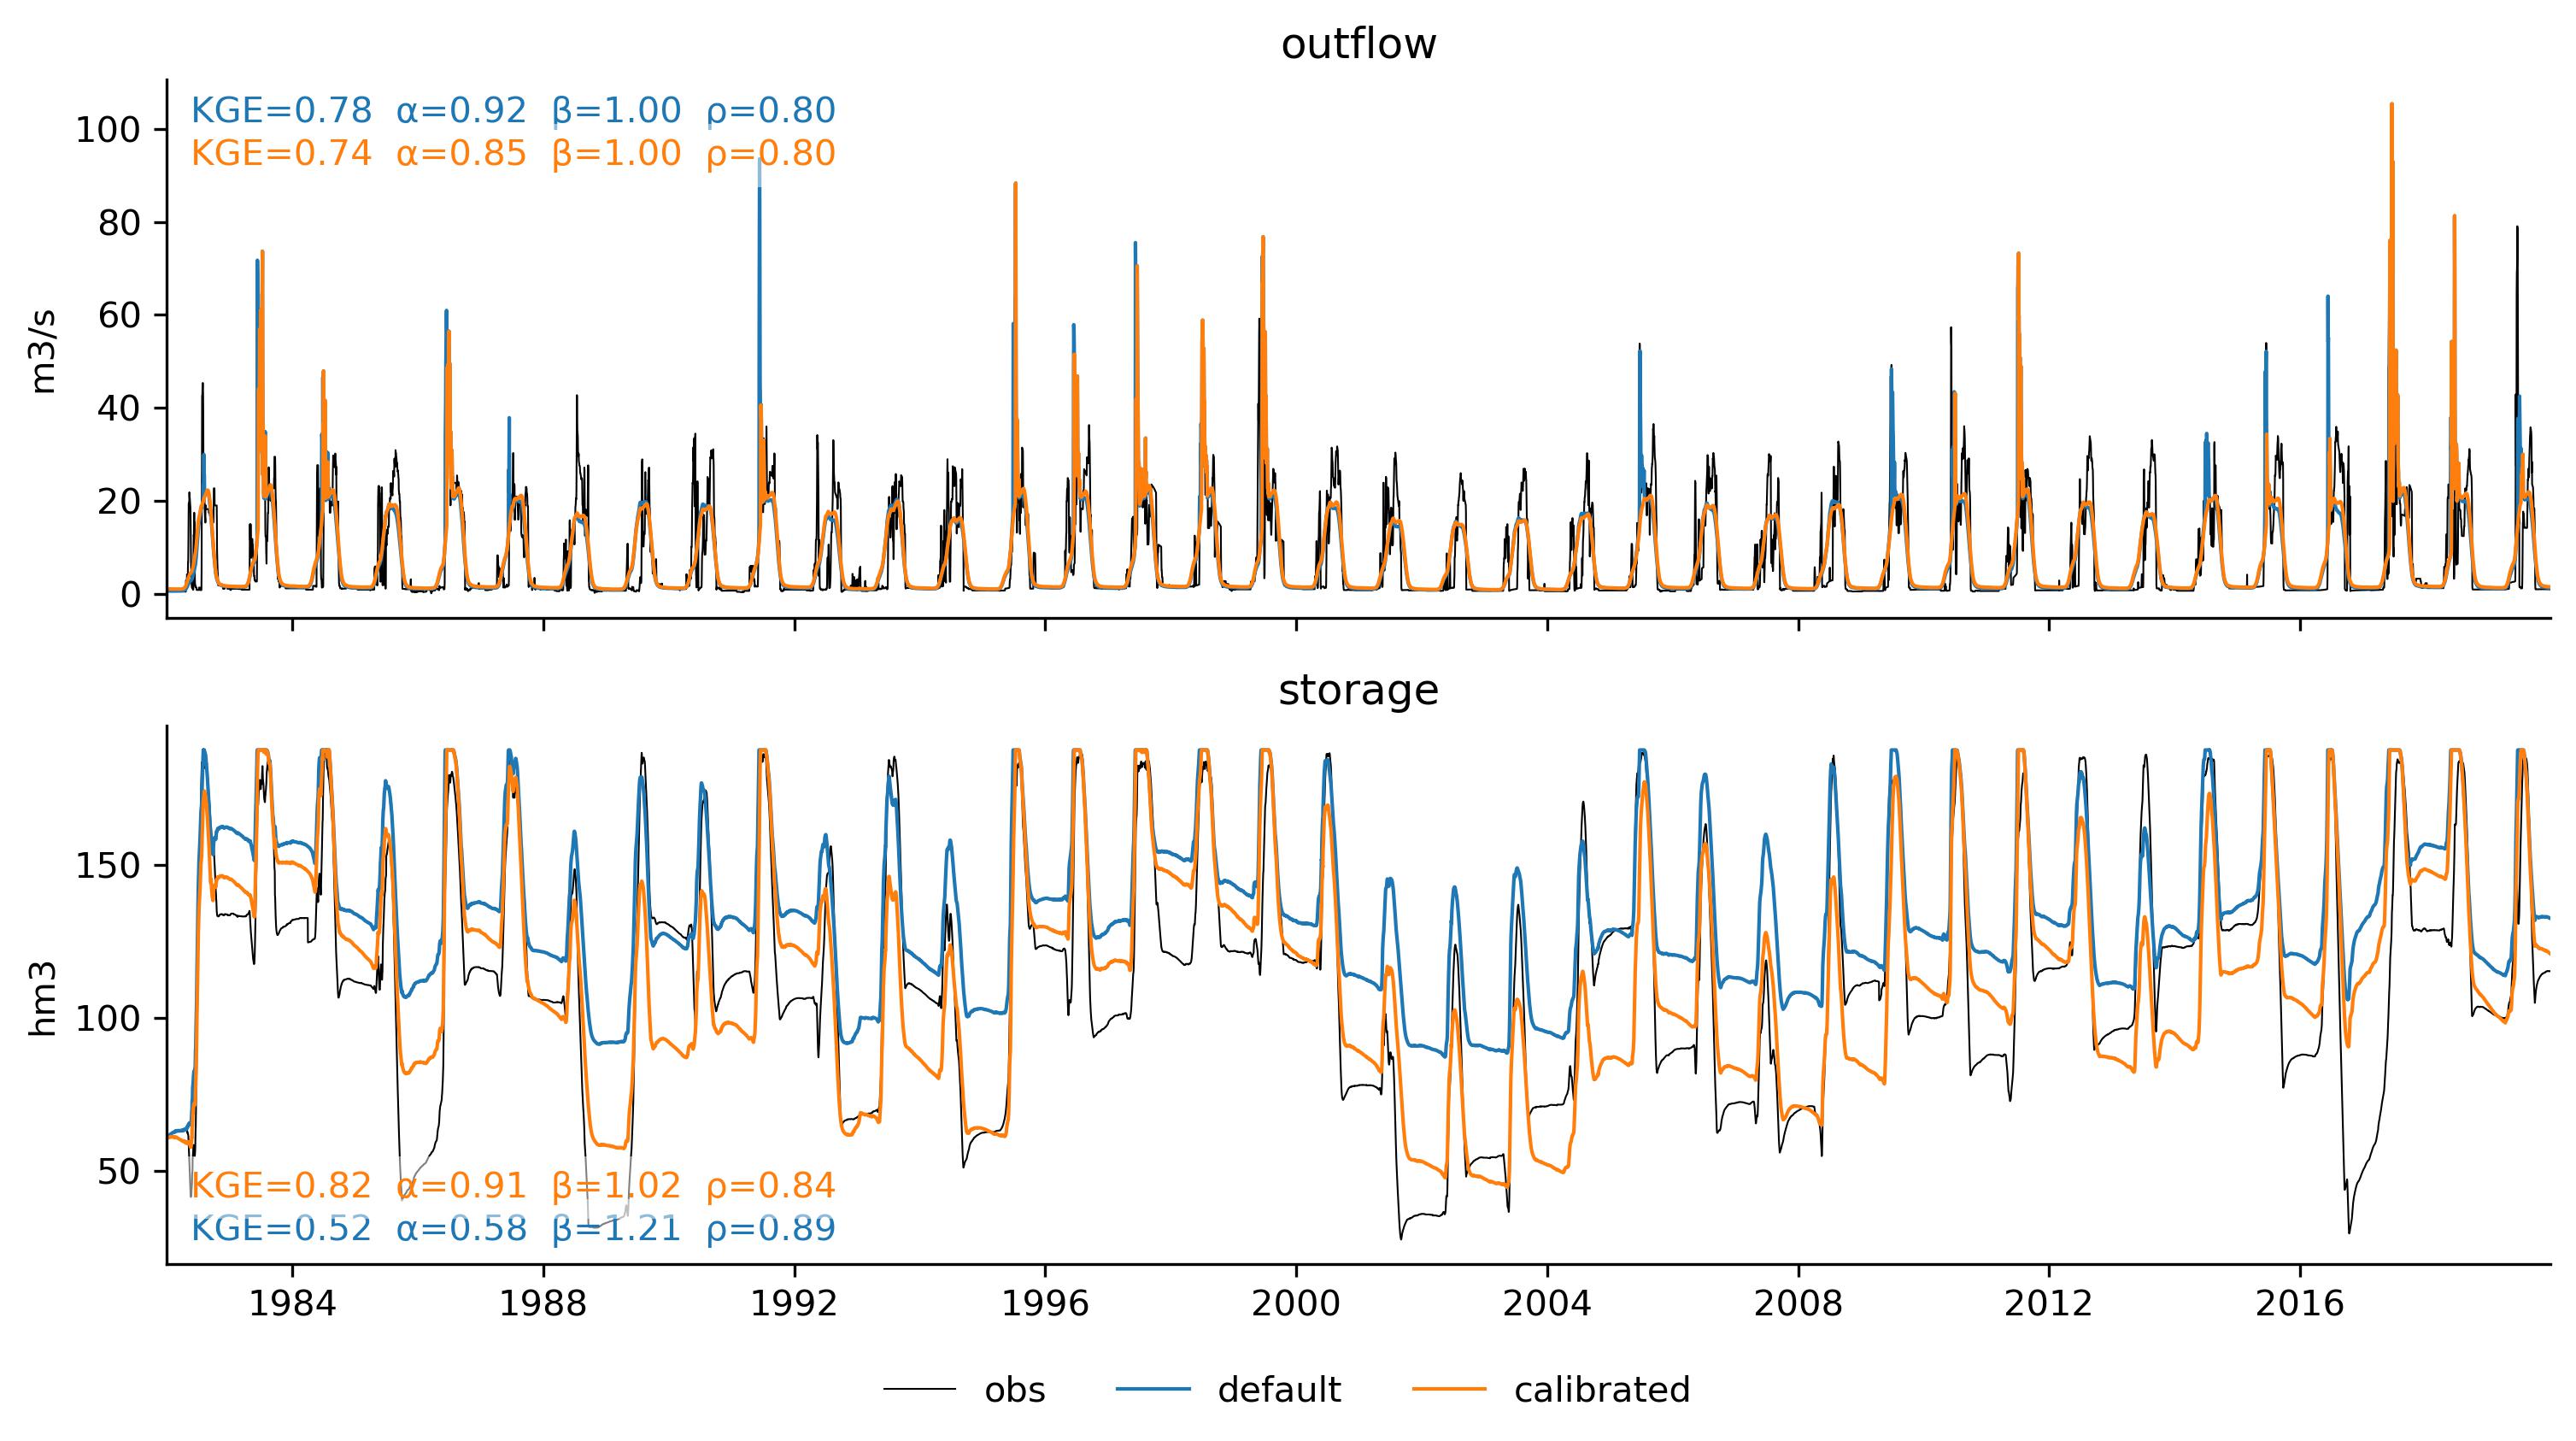 outflow
KGE=0.78 α=0.92 β=1.00 ρ=0.80
KGE=0.74 α=0.85 β=1.00 ρ=0.80
100
80
60
40
20
0
m3/s
storage
150
100
50
hm3
KGE=0.82 α=0.91 β=1.02 ρ=0.84
KGE=0.52 α=0.58 β=1.21 ρ=0.89
1984 1988 1992 1996 2000 2004 2008 2012 2016
obs default calibrated